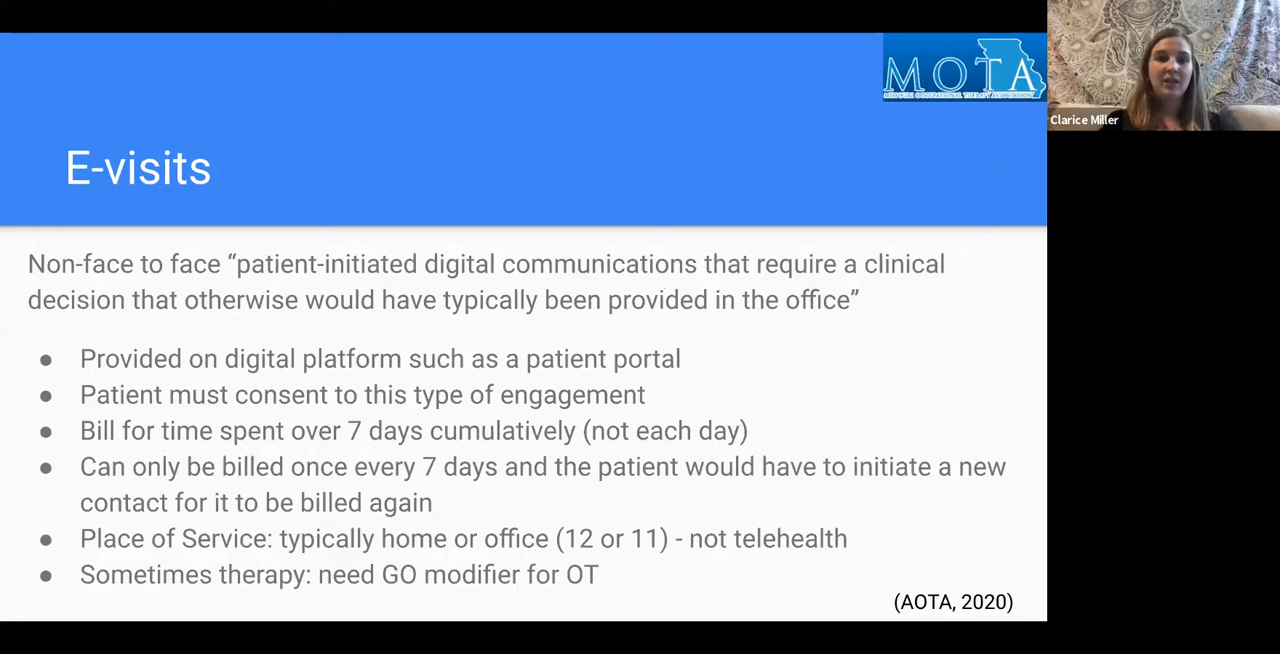 MOTA
MISSOURI OCCUPATIONAL THERAPY ASSOCIATION
Clarice Miller
E-visits
Non-face to face “patient-initiated digital communications that require a clinical
decision that otherwise would have typically been provided in the office”
● Provided on digital platform such as a patient portal
● Patient must consent to this type of engagement
● Bill for time spent over 7 days cumulatively (not each day)
● Can only be billed once every 7 days and the patient would have to initiate a new
contact for it to be billed again
● Place of Service: typically home or office (12 or 11) - not telehealth
● Sometimes therapy: need GO modifier for OT
(AOTA, 2020)